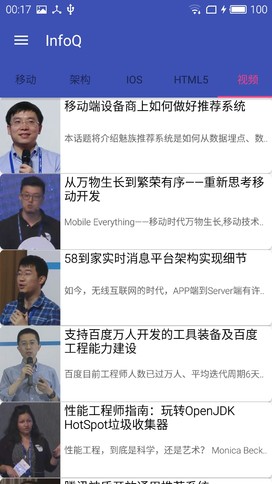 00:17
100
InfoQ
移动 架构 IOS HTML5 视频
移动端设备商上如何做好推荐系统
本话题将介绍魅族推荐系统是如何从数据埋点、数..
从万物生长到繁荣有序——重新思考移
动开发
Mobile Everything——移动时代万物生长,移动技术..
58到家实时消息平台架构实现细节
如今，无线互联网的时代，APP端到Server端有许..
支持百度万人开发的工具装备及百度
工程能力建设
百度目前工程师人数已过万人、平均迭代周期6天..
性能工程师指南：玩转OpenJDK
HotSpot垃圾收集器
性能工程，到底是科学，还是艺术？ Monica Beck..